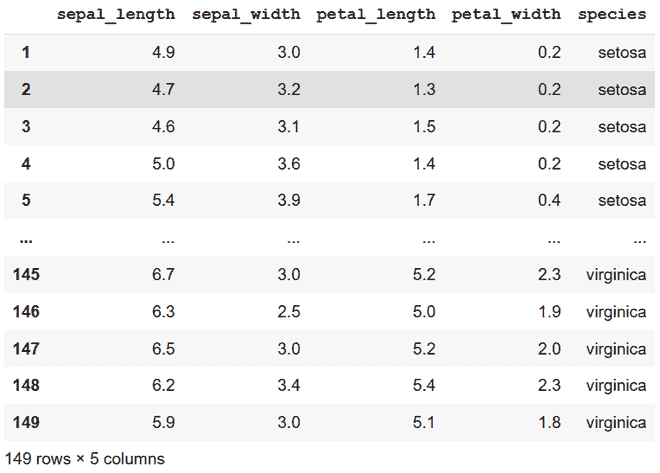 sepal_length sepal_width petal_length petal_width species
1 4.9 3.0 1.4 0.2 setosa
2 4.7 3.2 1.3 0.2 setosa
3 4.6 3.1 1.5 0.2 setosa
4 5.0 3.6 1.4 0.2 setosa
5 5.4 3.9 1.7 0.4 setosa
... ... ... ... ... ...
145 6.7 3.0 5.2 2.3 virginica
146 6.3 2.5 5.0 1.9 virginica
147 6.5 3.0 5.2 2.0 virginica
148 6.2 3.4 5.4 2.3 virginica
149 5.9 3.0 5.1 1.8 virginica
149 rows × 5 columns